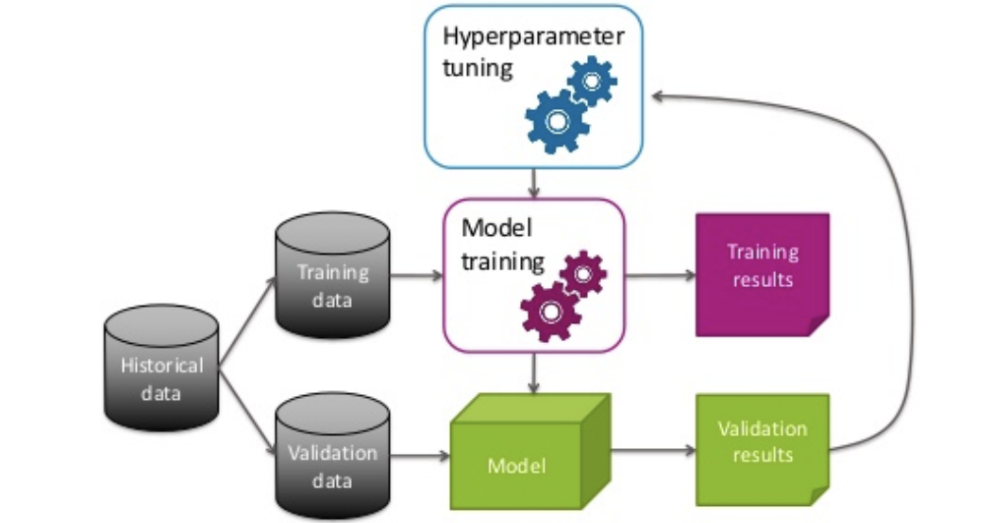 Hyperparameter
tuning
Model
training
Training
data
Training
results
Historical
data
Validation
data
Model
Validation
results